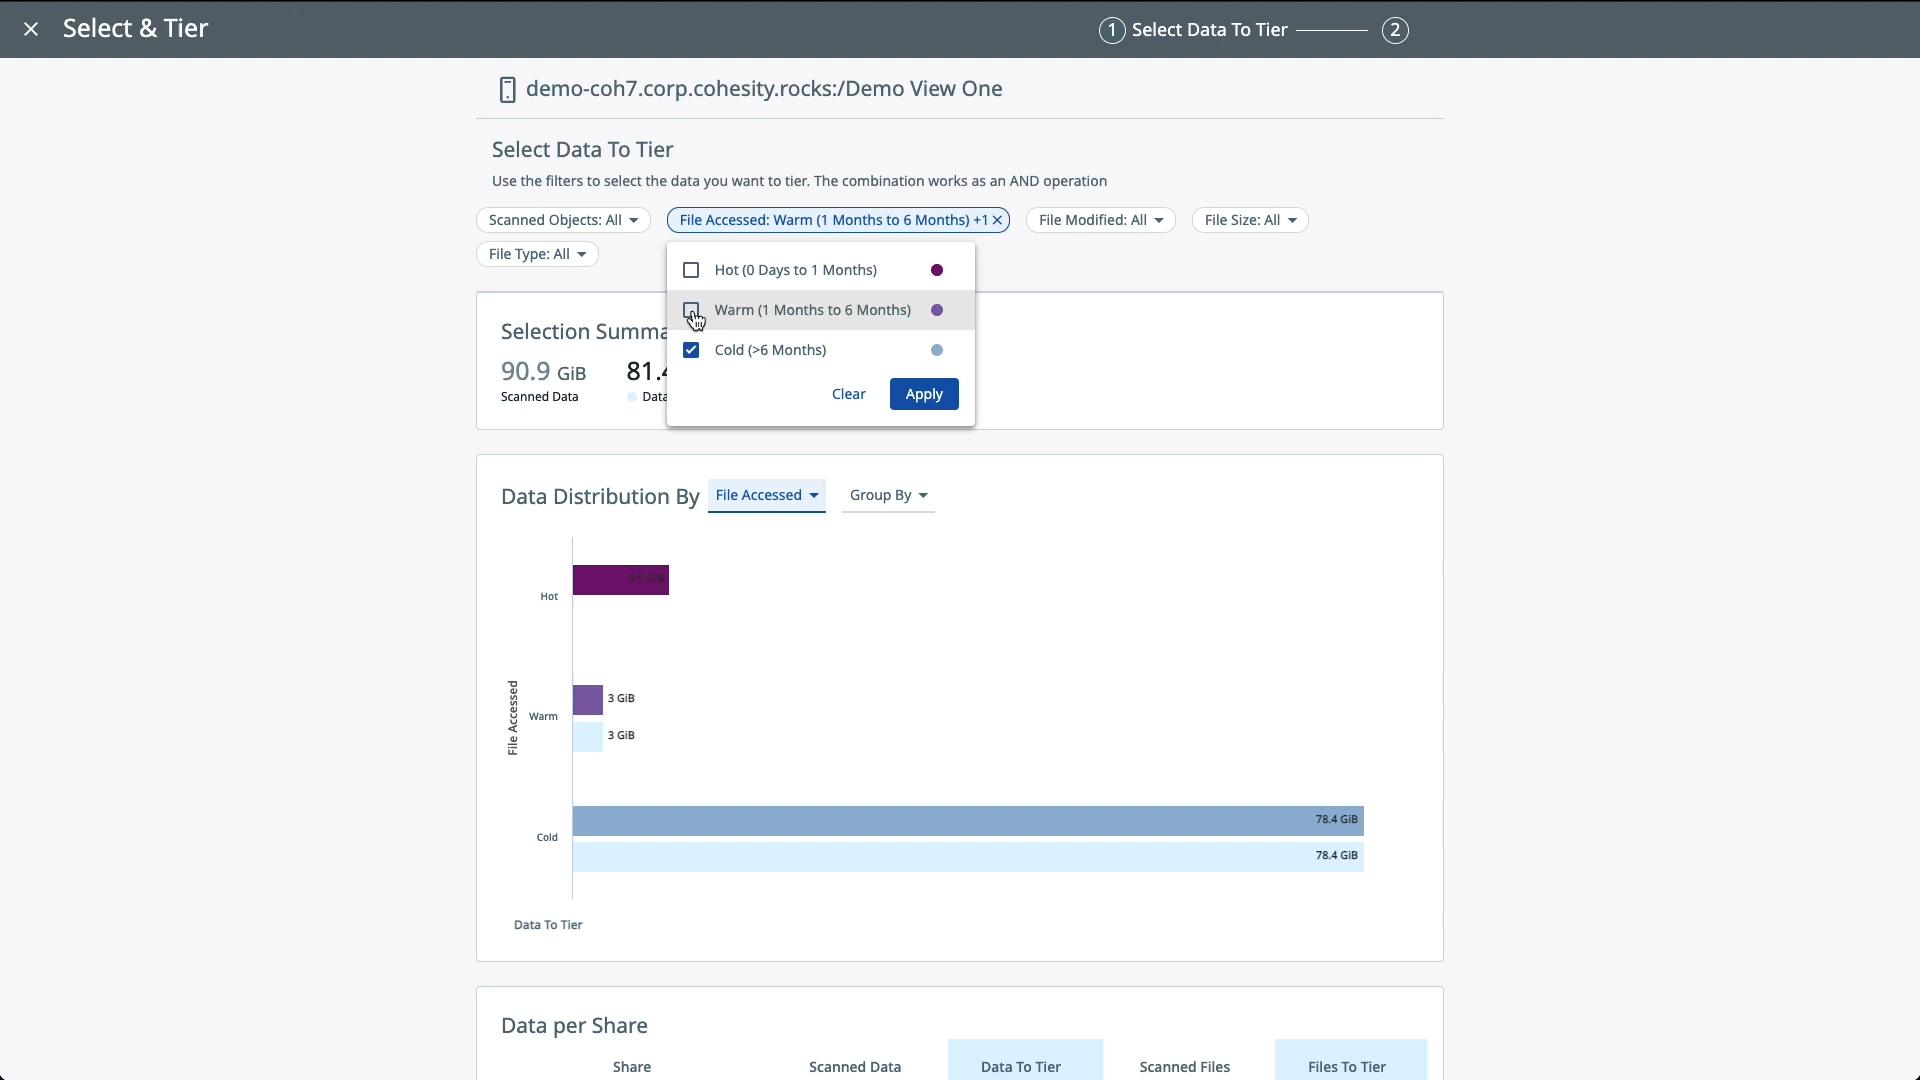 Select & Tier
1 Select Data To Tier 2
demo-coh7.corp.cohesity.rocks:/Demo View One
Select Data To Tier
Use the filters to select the data you want to tier. The combination works as an AND operation
Scanned Objects: All
File Accessed: Warm (1 Months to 6 Months) +1
File Modified: All
File Size: All
File Type: All
Hot (0 Days to 1 Months)
Warm (1 Months to 6 Months)
Cold (>6 Months)
Clear
Apply
Selection Summa
90.9 GiB
81.4
Scanned Data
Data
Data Distribution By File Accessed Group By
Hot
3 GiB
Warm
3 GiB
File Accessed
78.4 GiB
Cold
78.4 GiB
Data To Tier
Data per Share
Share Scanned Data Data To Tier Scanned Files Files To Tier